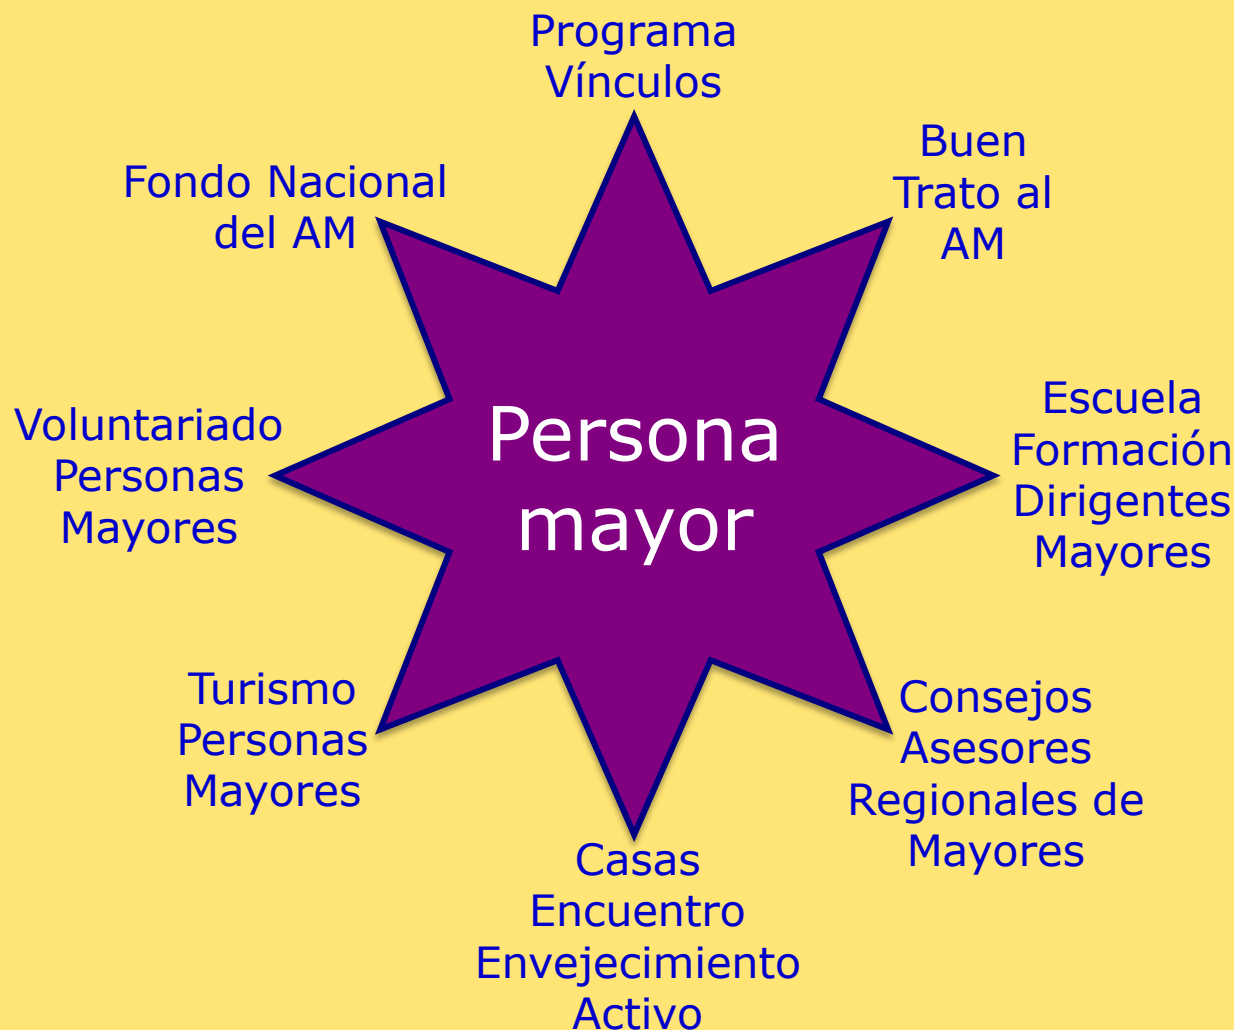 Programa
Vínculos
Buen
Trato al
AM
Fondo Nacional
del AM
Escuela
Formación
Dirigentes
Mayores
Voluntariado
Personas
Mayores
Persona
mayor
Turismo
Personas
Mayores
Consejos
Asesores
Regionales de
Mayores
Casas
Encuentro
Envejecimiento
Activo